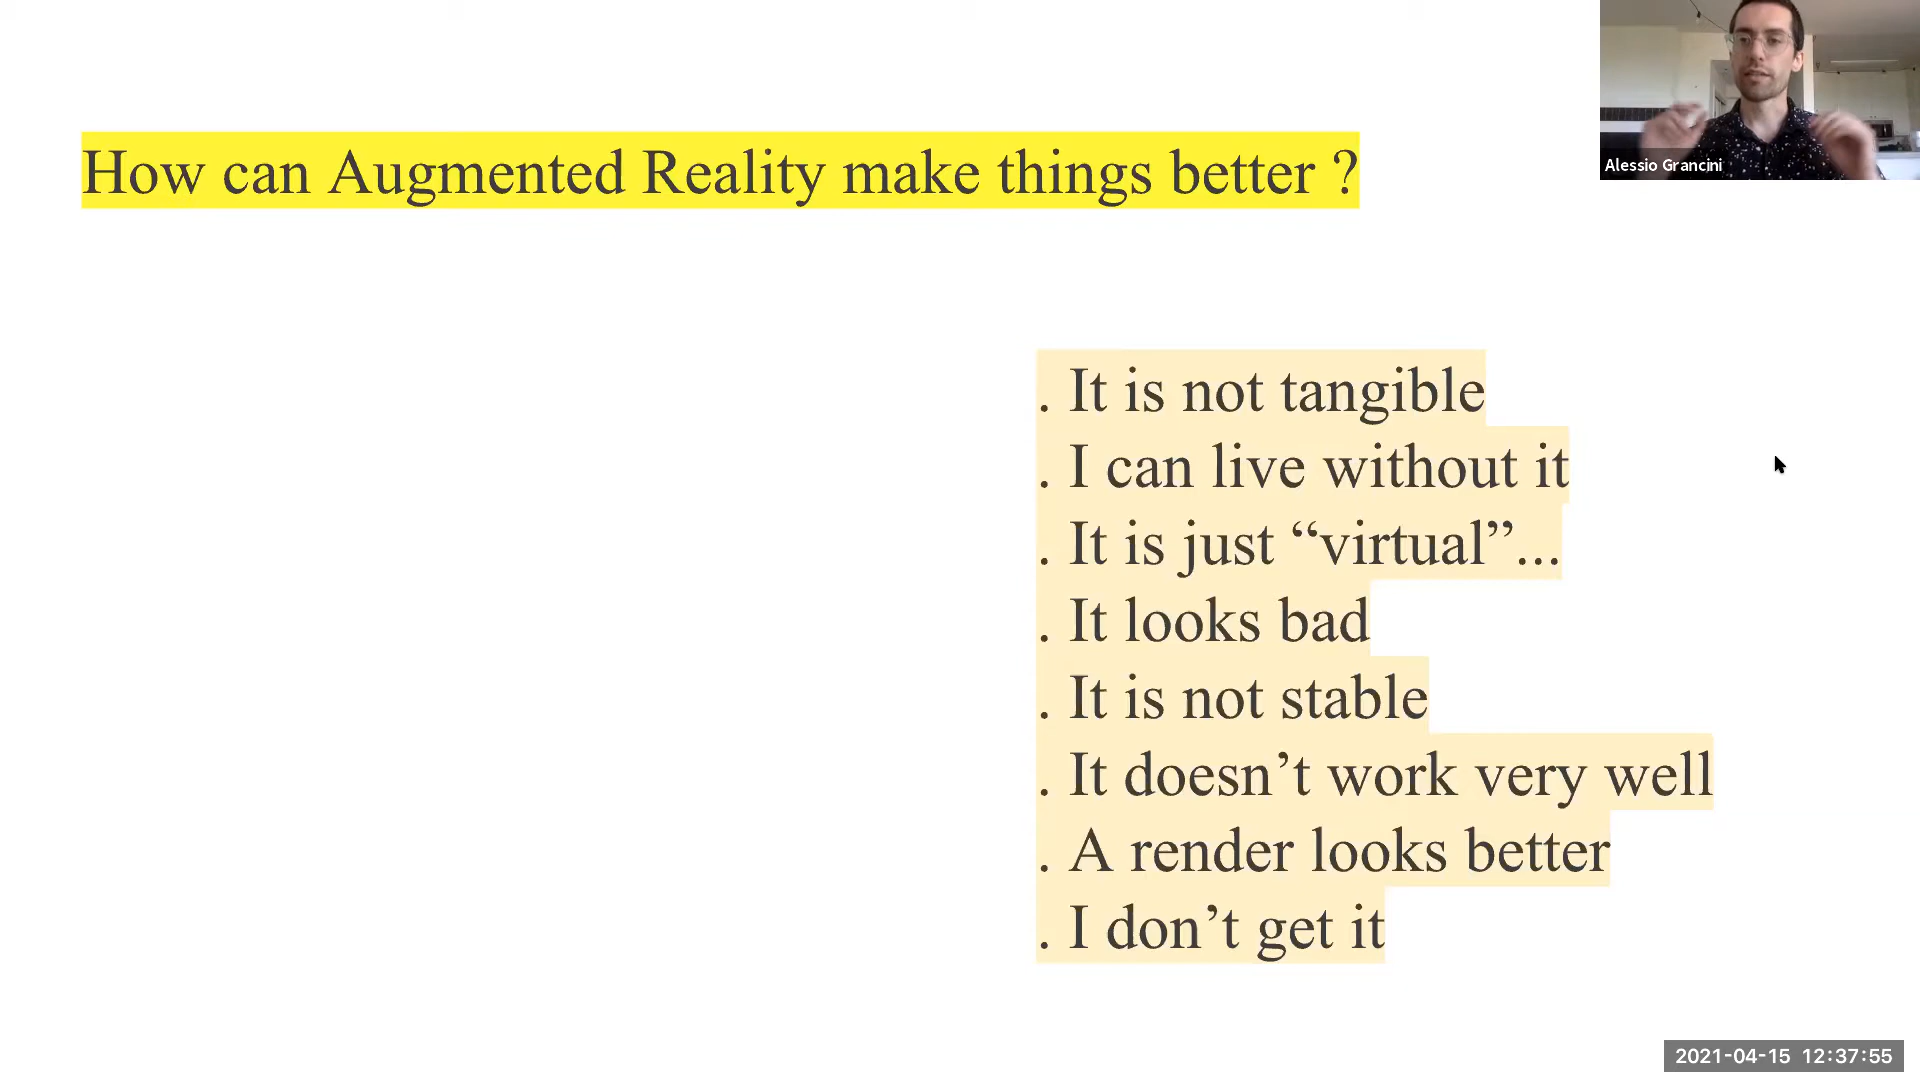 How can Augmented Reality make things better ?
Alessio Grancini
. It is not tangible
. I can live without it
. It is just “virtual”...
. It looks bad
. It is not stable
. It doesn’t work very well
. A render looks better
. I don’t get it
2021-04-15 12:37:55